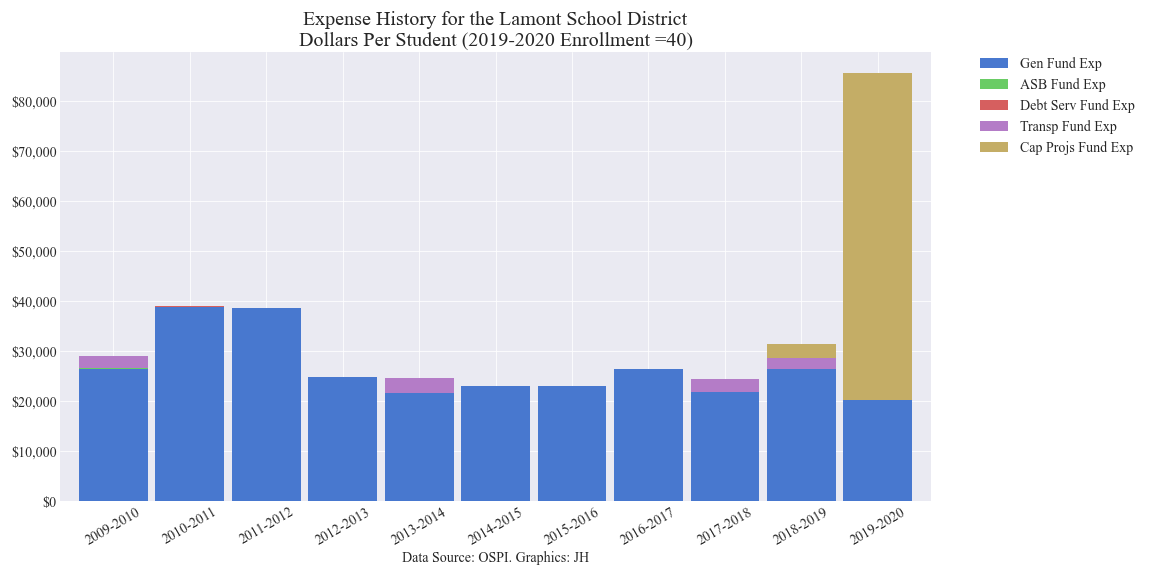 Expense History for the Lamont School District
Dollars Per Student (2019-2020 Enrollment =40)
Gen Fund Exp
ASB Fund Exp
Debt Serv Fund Exp
Transp Fund Exp
Cap Projs Fund Exp
$80,000
$70,000
$60,000
$50,000
$40,000
$30,000
$20,000
$10,000
$0
2009-2010
2010-2011
2011-2012
2012-2013
2013-2014
2014-2015
2015-2016
2016-2017
2017-2018
2018-2019
2019-2020
Data Source: OSPI. Graphics: JH